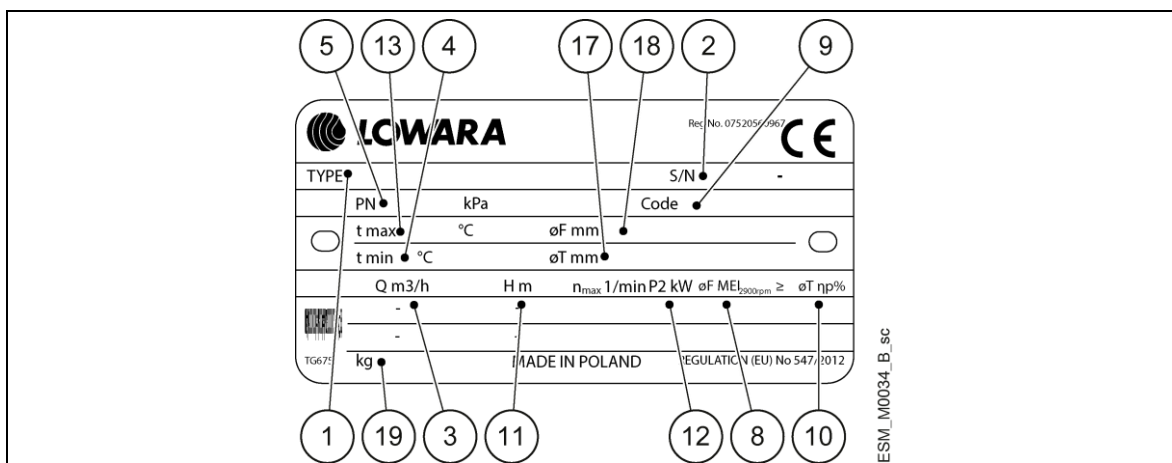 5 13 4 17 18 2 9
LOWARA Reg No. 07520560967 CE
TYPE S/N -
PN kPa Code
t max °C øF mm
t min °C øT mm
Q m3/h H m nmax 1/min P2 kW øF MEI2900rpm ≥ øT ηp%
- -
- -
TG675 kg MADE IN POLAND REGULATION (EU) No 547/2012
1 19 3 11 12 8 10
ESM_M0034_B_sc